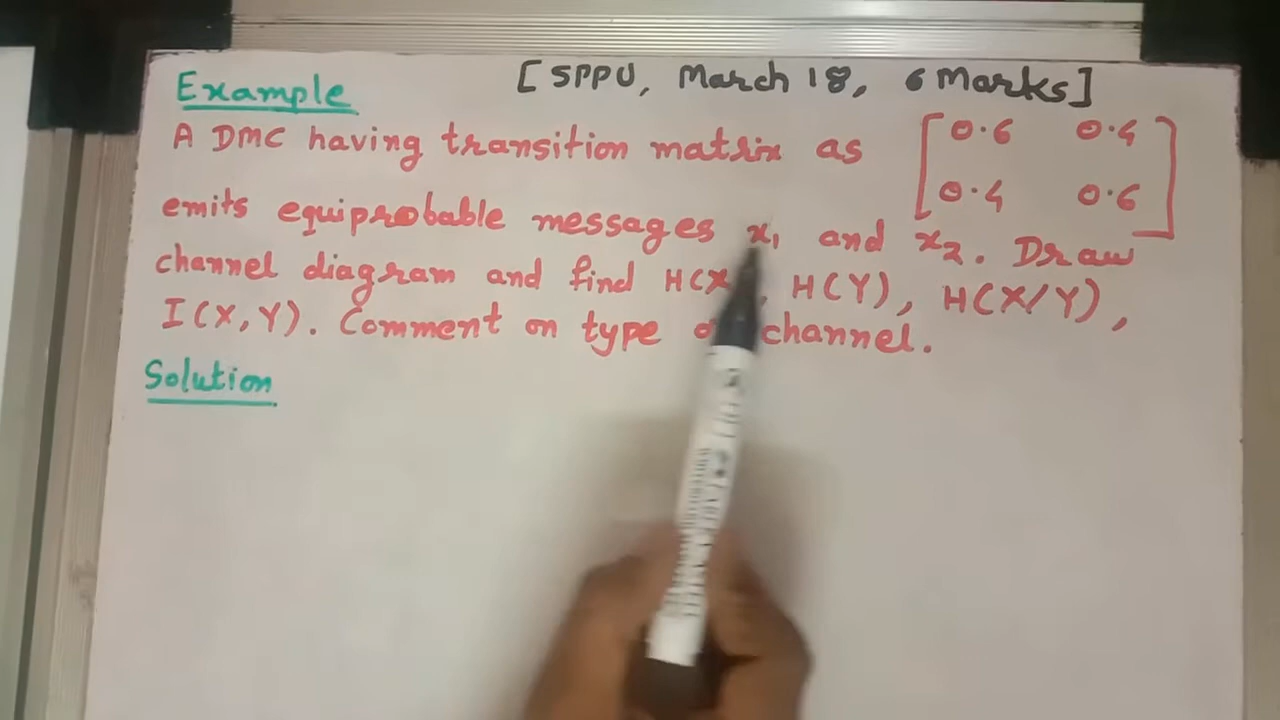 Example [SPPU, March 18, 6 Marks]
A DMC having transition matrix as [0.6 0.4
0.4 0.6]
emits equiprobable messages x₁ and x₂. Draw
channel diagram and find H(X , H(Y), H(X/Y),
I(X,Y). Comment on type channel.
Solution